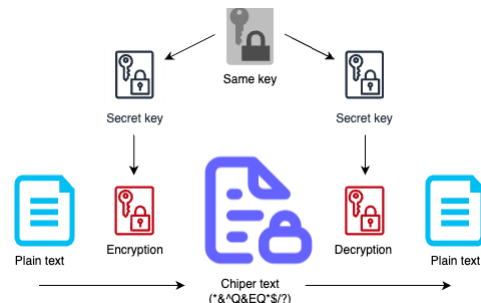 Same key
Secret key
Secret key
Encryption
Decryption
Plain text
Plain text
Chiper text
(*&^Q&EQ*$/?)